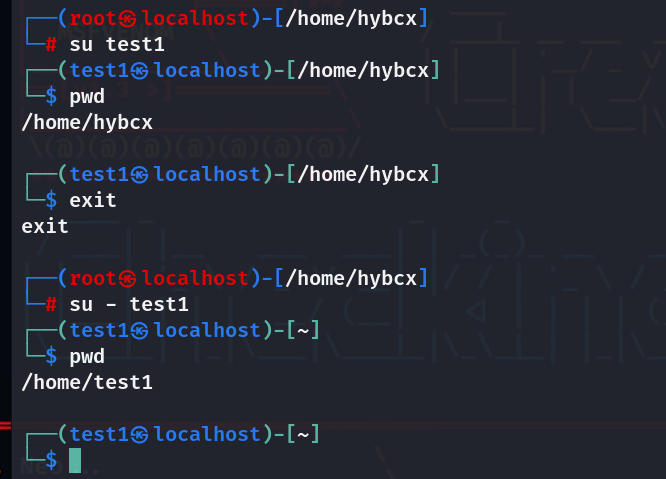 ┌──(root㉿localhost)-[/home/hybcx]
└─# su test1
┌──(test1㉿localhost)-[/home/hybcx]
└─$ pwd
/home/hybcx
\(@)(@)(@)(@)(@)(@)(@)/
┌──(test1㉿localhost)-[/home/hybcx]
└─$ exit
exit
┌──(root㉿localhost)-[/home/hybcx]
└─# su - test1
┌──(test1㉿localhost)-[~]
└─$ pwd
/home/test1
┌──(test1㉿localhost)-[~]
└─$